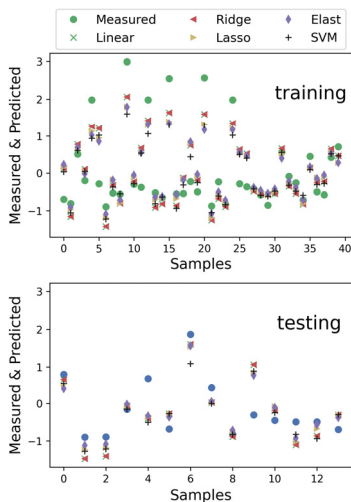 Measured Ridge Elast
Linear Lasso SVM
training
Measured & Predicted
3
2
1
0
−1
0 5 10 15 20 25 30 35 40
Samples
testing
Measured & Predicted
3
2
1
0
−1
0 2 4 6 8 10 12
Samples